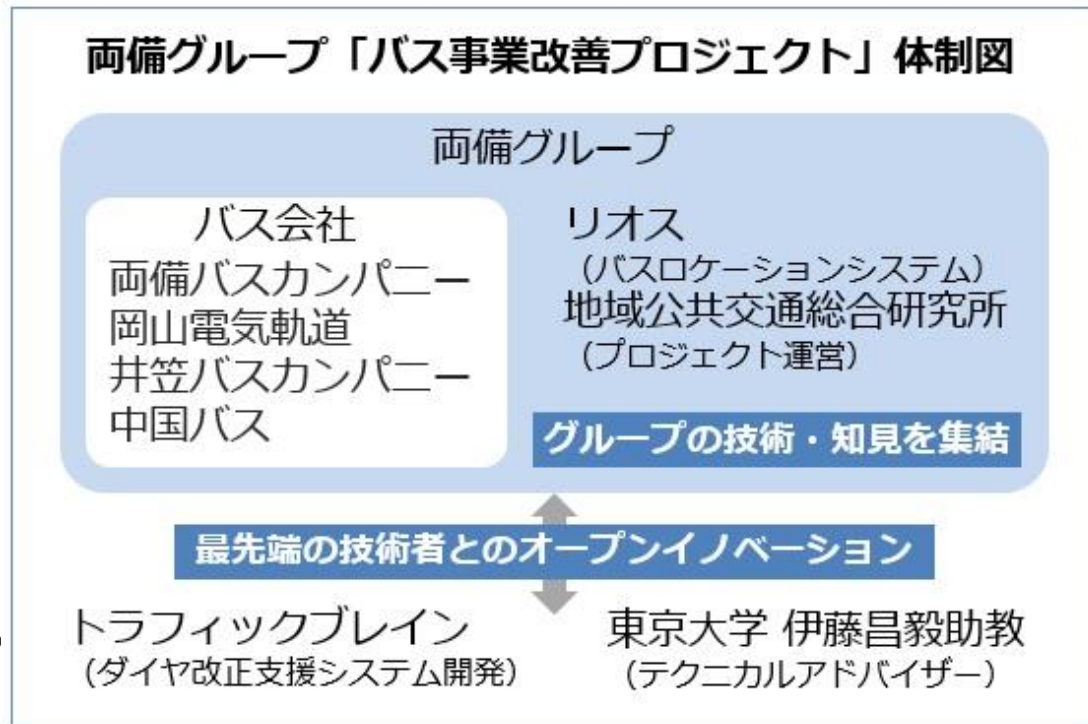 両備グループ「バス事業改善プロジェクト」体制図
両備グループ
バス会社
両備バスカンパニー
岡山電気軌道
井笠バスカンパニー
中国バス
リオス
（バスロケーションシステム）
地域公共交通総合研究所
（プロジェクト運営）
グループの技術・知見を集結
最先端の技術者とのオープンイノベーション
トラフィックブレイン
（ダイヤ改正支援システム開発）
東京大学 伊藤昌毅助教
（テクニカルアドバイザー）